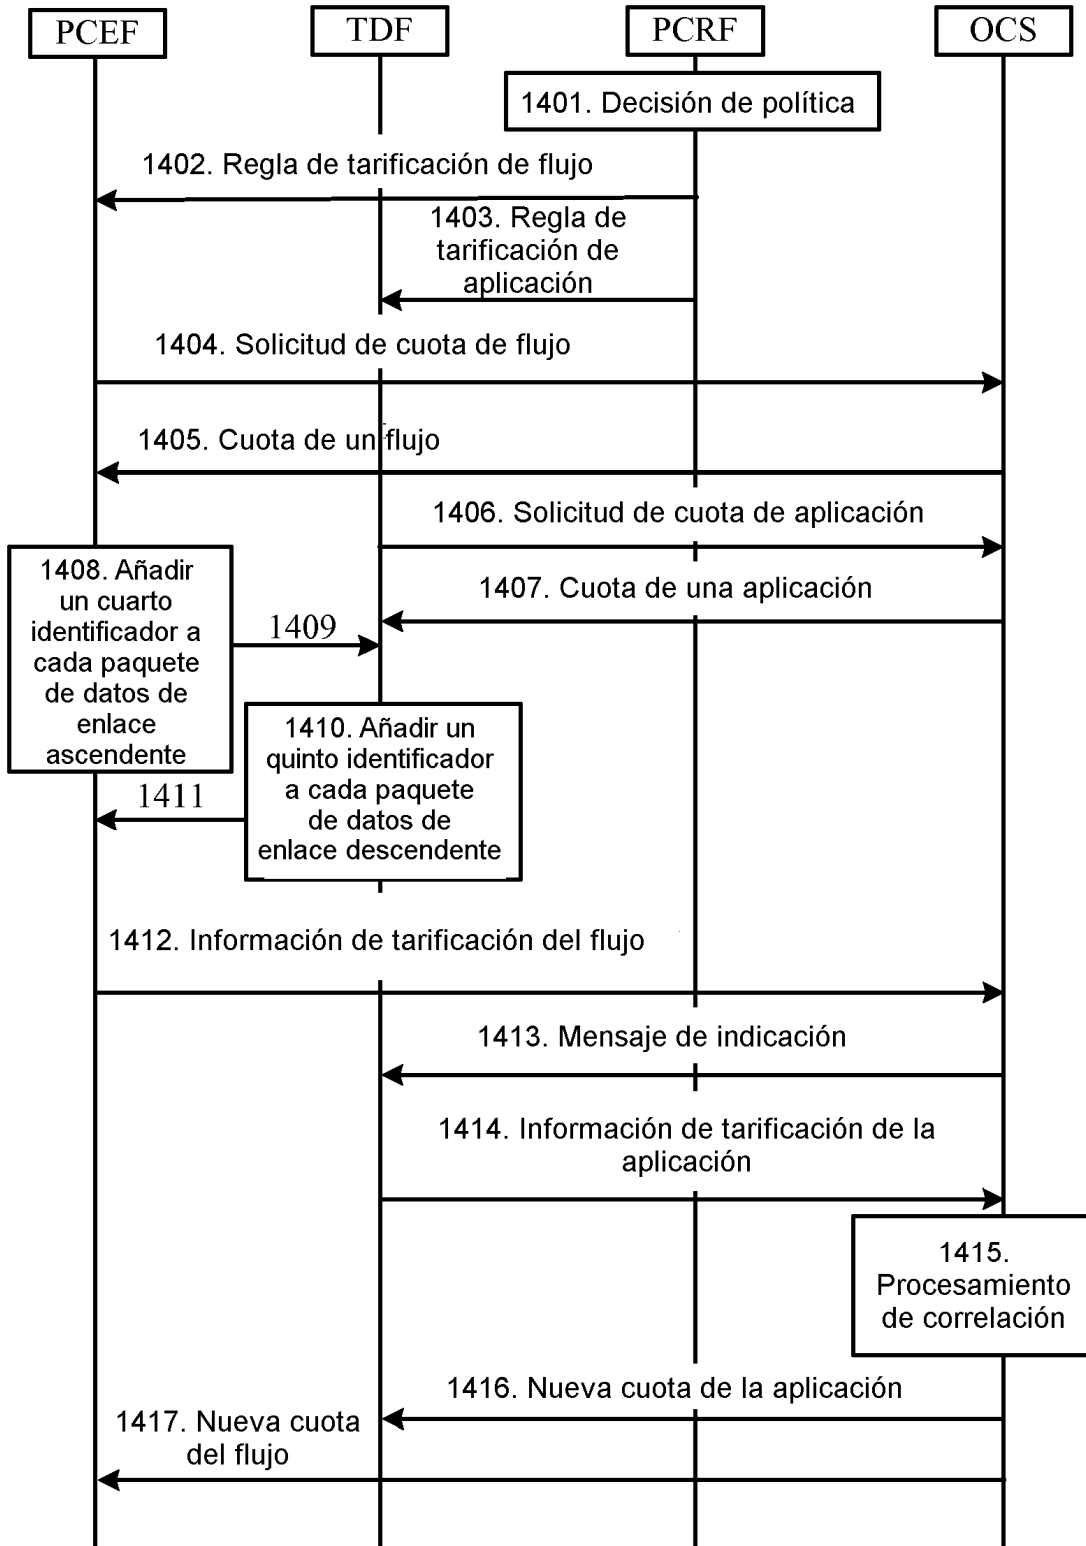 PCEF
TDF
PCRF
OCS
1401. Decisión de política
1402. Regla de tarificación de flujo
1403. Regla de
tarificación de
aplicación
1404. Solicitud de cuota de flujo
1405. Cuota de un flujo
1406. Solicitud de cuota de aplicación
1407. Cuota de una aplicación
1408. Añadir
un cuarto
identificador a
cada paquete
de datos de
enlace
ascendente
1409
1410. Añadir un
quinto identificador
a cada paquete
de datos de
enlace descendente
1411
1412. Información de tarificación del flujo
1413. Mensaje de indicación
1414. Información de tarificación de la
aplicación
1415.
Procesamiento
de correlación
1416. Nueva cuota de la aplicación
1417. Nueva cuota
del flujo